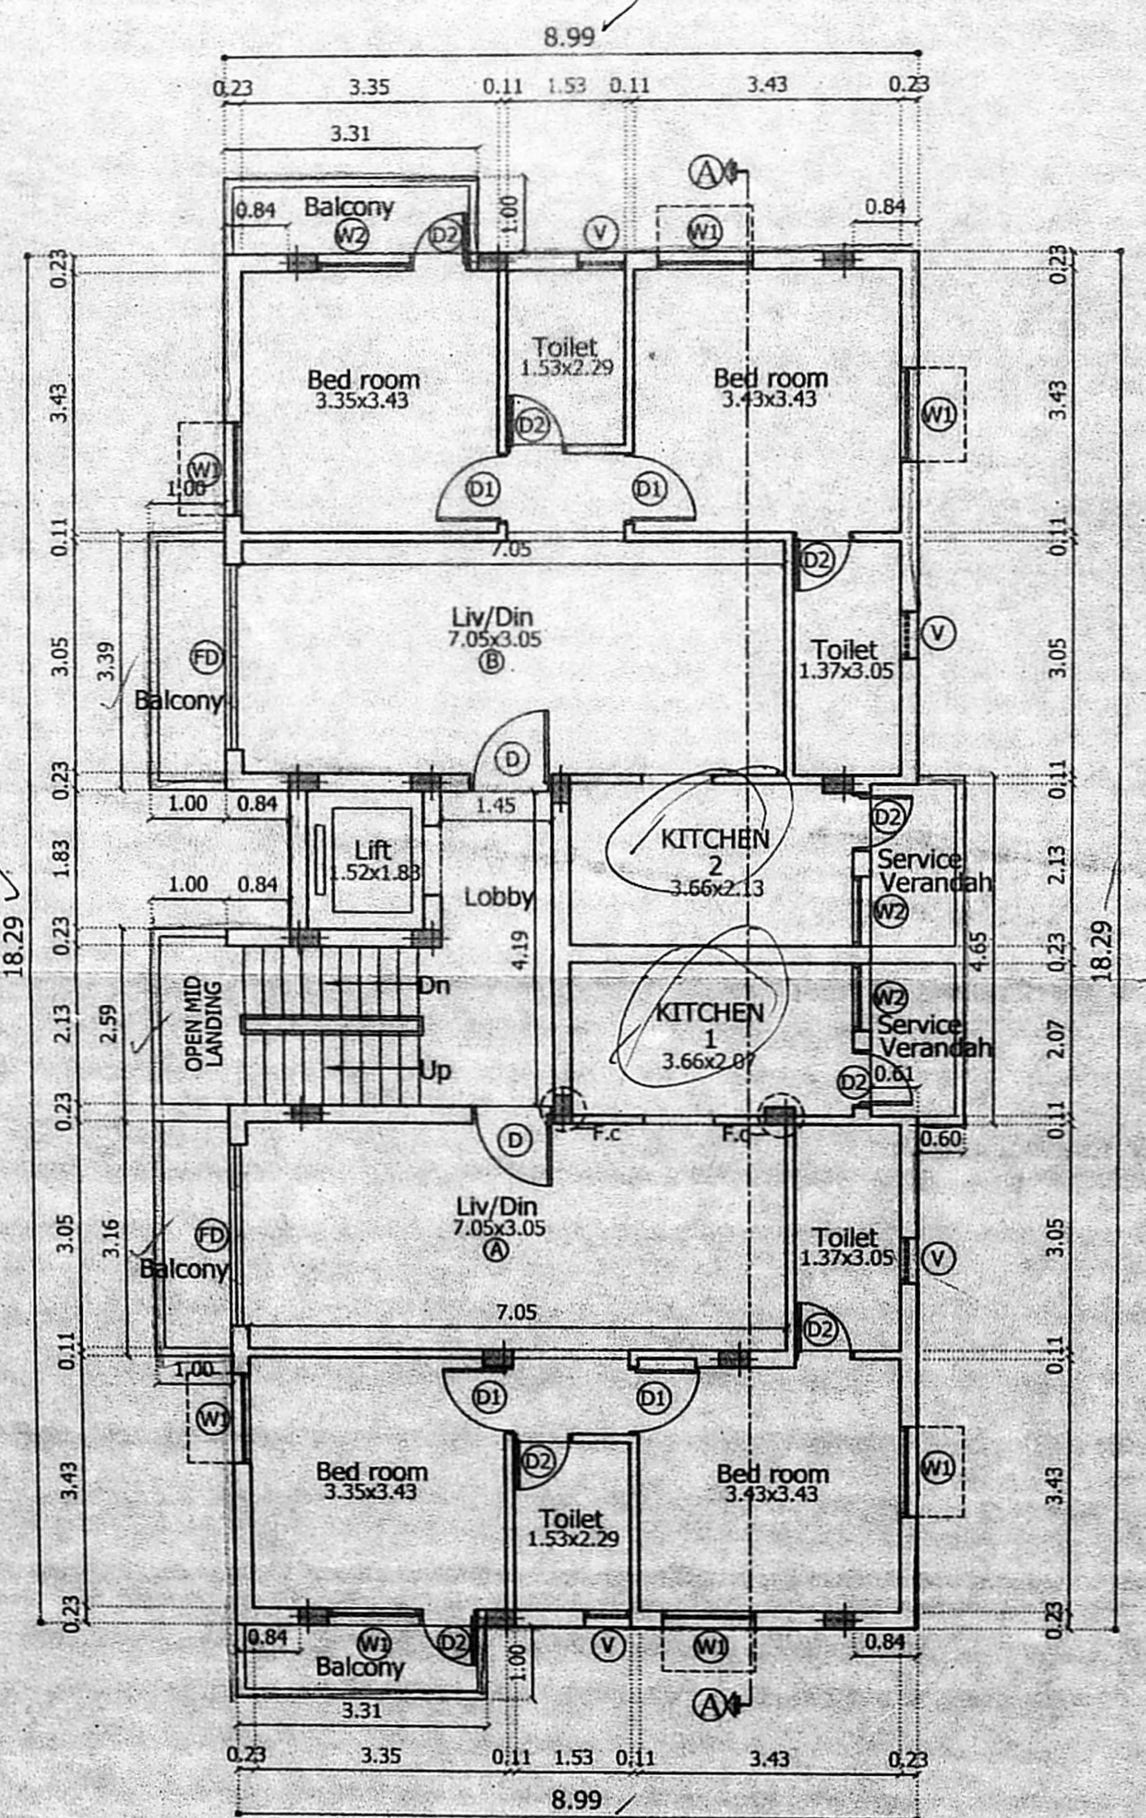 8.99
0.23 3.35 0.11 1.53 0.11 3.43 0.23
3.31
A
0.84 Balcony 1.00 0.84
W2 D2 V W1
0.23 0.23
Toilet
1.53x2.29
Bed room
3.35x3.43
Bed room
3.43x3.43
3.43 3.43
W1
D2
W1
1.00
D1 D1
0.11 0.11
7.05
D2
Liv/Din
7.05x3.05
B
V
Toilet
1.37x3.05
3.05 3.39 3.05
FD
Balcony
D
0.23 0.11
1.00 0.84 1.45
D2
KITCHEN
2
3.66x2.13
Lift
1.52x1.83
Service
Verandah
1.83 2.13
1.00 0.84
Lobby
W2
18.29 18.29
0.23 4.19 4.65 0.23
Dn
OPEN MID
LANDING
W2
KITCHEN
1
3.66x2.07
Service
Verandah
2.13 2.59 2.07
Up
D2 0.61
0.23 0.11
F.c F.c
0.60
D
Liv/Din
7.05x3.05
A
Toilet
1.37x3.05
V
3.05 3.16 3.05
FD
Balcony
7.05
D2
0.11 0.11
1.00
D1 D1
W1
D2
W1
Bed room
3.35x3.43
Bed room
3.43x3.43
3.43 3.43
Toilet
1.53x2.29
0.23 0.23
0.84 W1 D2 V W1 0.84
Balcony 1.00
3.31
A
0.23 3.35 0.11 1.53 0.11 3.43 0.23
8.99